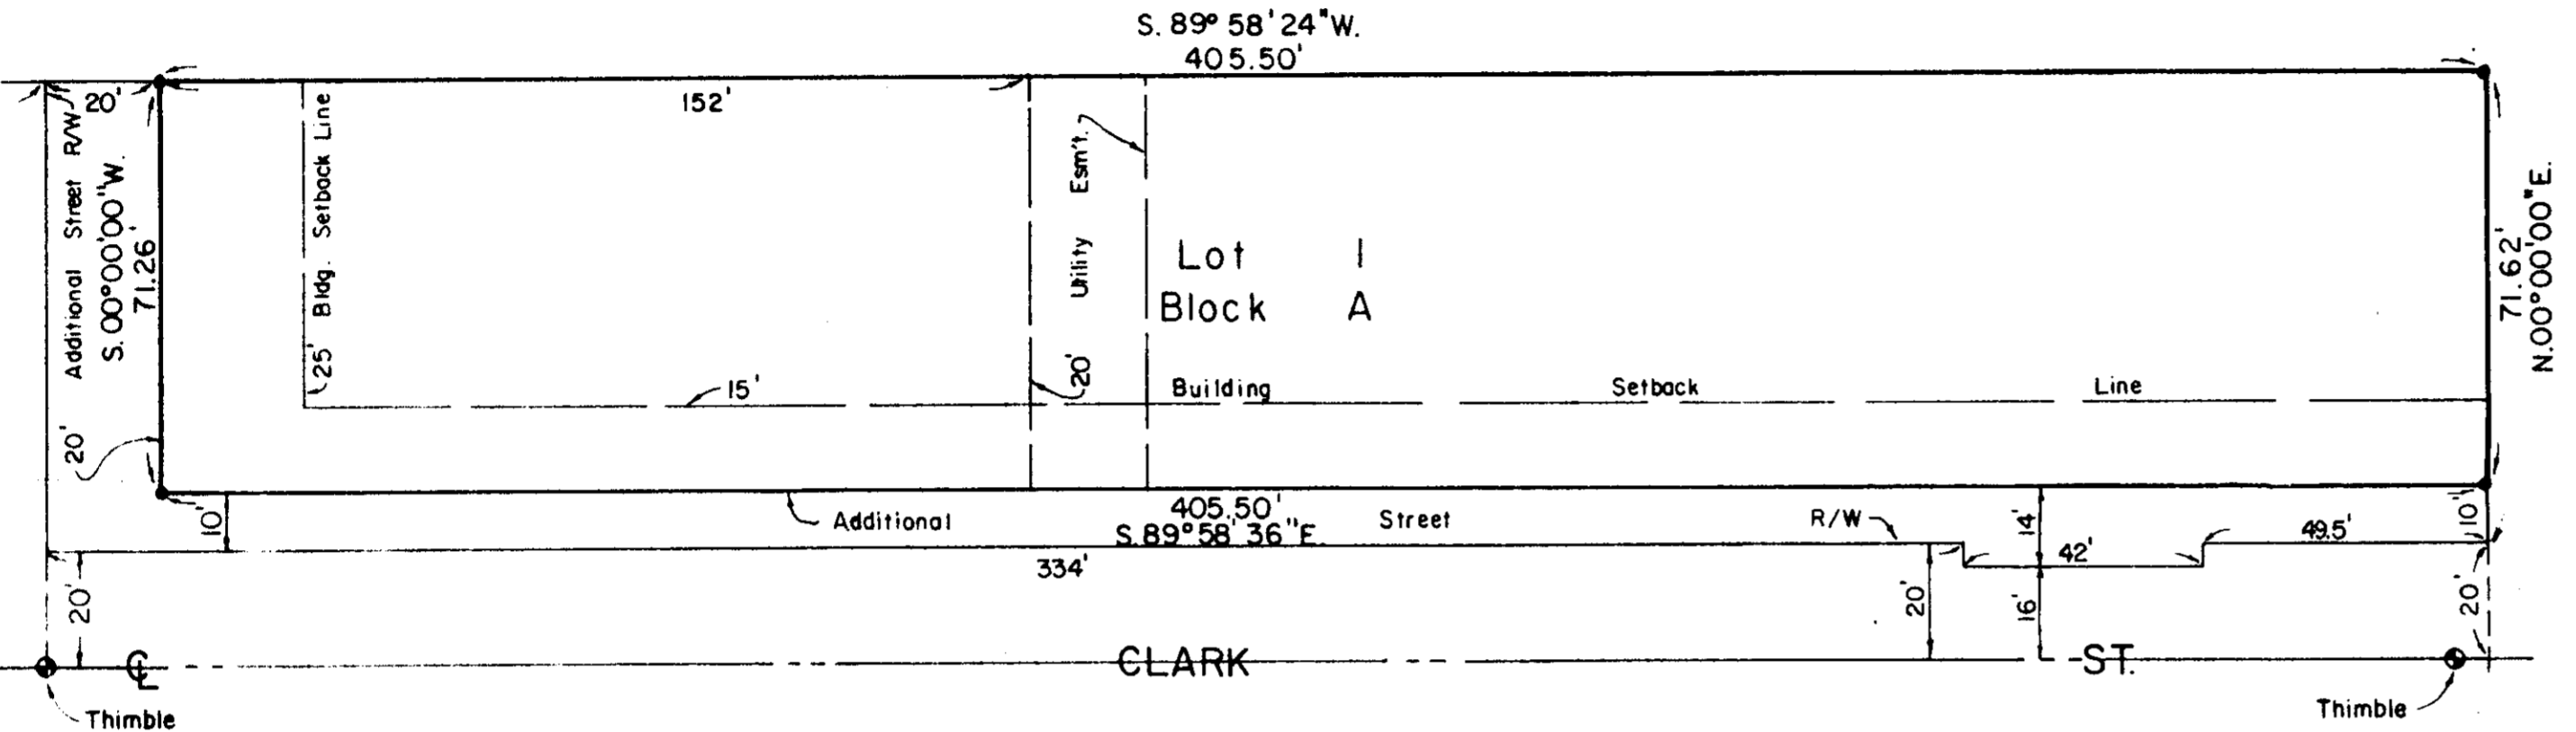 S. 89° 58' 24" W.
405.50'
20'
152'
Additional Street R/W
S. 00°00'00" W.
71.26'
25' Bldg. Setback Line
20' Utility Esm't.
Lot 1
Block A
71.62'
N. 00°00'00" E.
15'
Building Setback Line
20'
10'
405.50'
Additional Street R/W
S. 89° 58' 36" E.
14'
10'
49.5'
42'
334'
20'
20'
16'
20'
℄ CLARK ST.
Thimble
Thimble